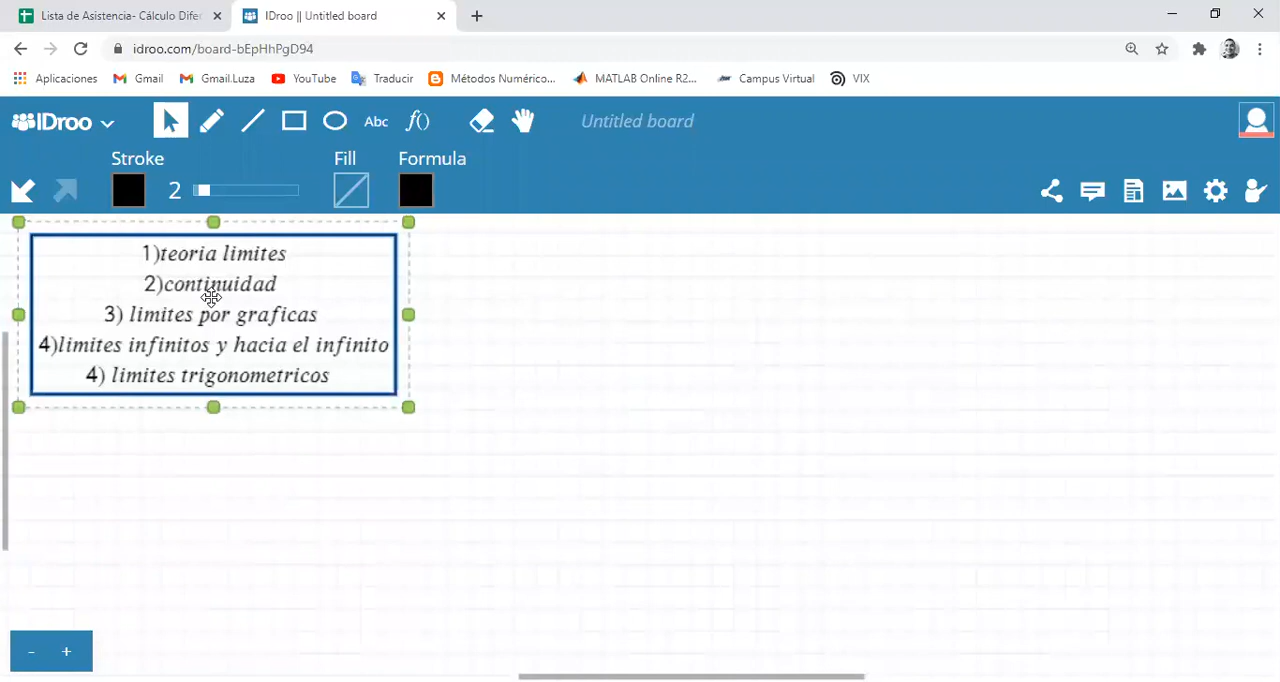 Lista de Asistencia- Cálculo Difer
IDroo || Untitled board
idroo.com/board-bEpHhPgD94
Aplicaciones
Gmail
Gmail.Luza
YouTube
Traducir
Métodos Numérico...
MATLAB Online R2...
Campus Virtual
VIX
IDroo
Abc
f()
Untitled board
Stroke
Fill
Formula
2
1)teoria limites
2)continuidad
3) limites por graficas
4)limites infinitos y hacia el infinito
4) limites trigonometricos
- +